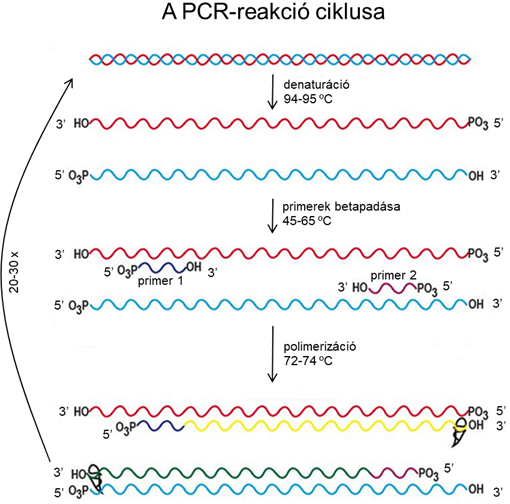 A PCR-reakció ciklusa
denaturáció
94-95 °C
3' HO PO₃ 5'
5' O₃P OH 3'
primerek betapadása
45-65 °C
20-30 x
3' HO PO₃ 5'
5' O₃P OH 3'
primer 1
primer 2
3' HO PO₃ 5'
5' O₃P OH 3'
polimerizáció
72-74 °C
3' HO PO₃ 5'
5' O₃P OH 3'
3' HO PO₃ 5'
5' O₃P OH 3'